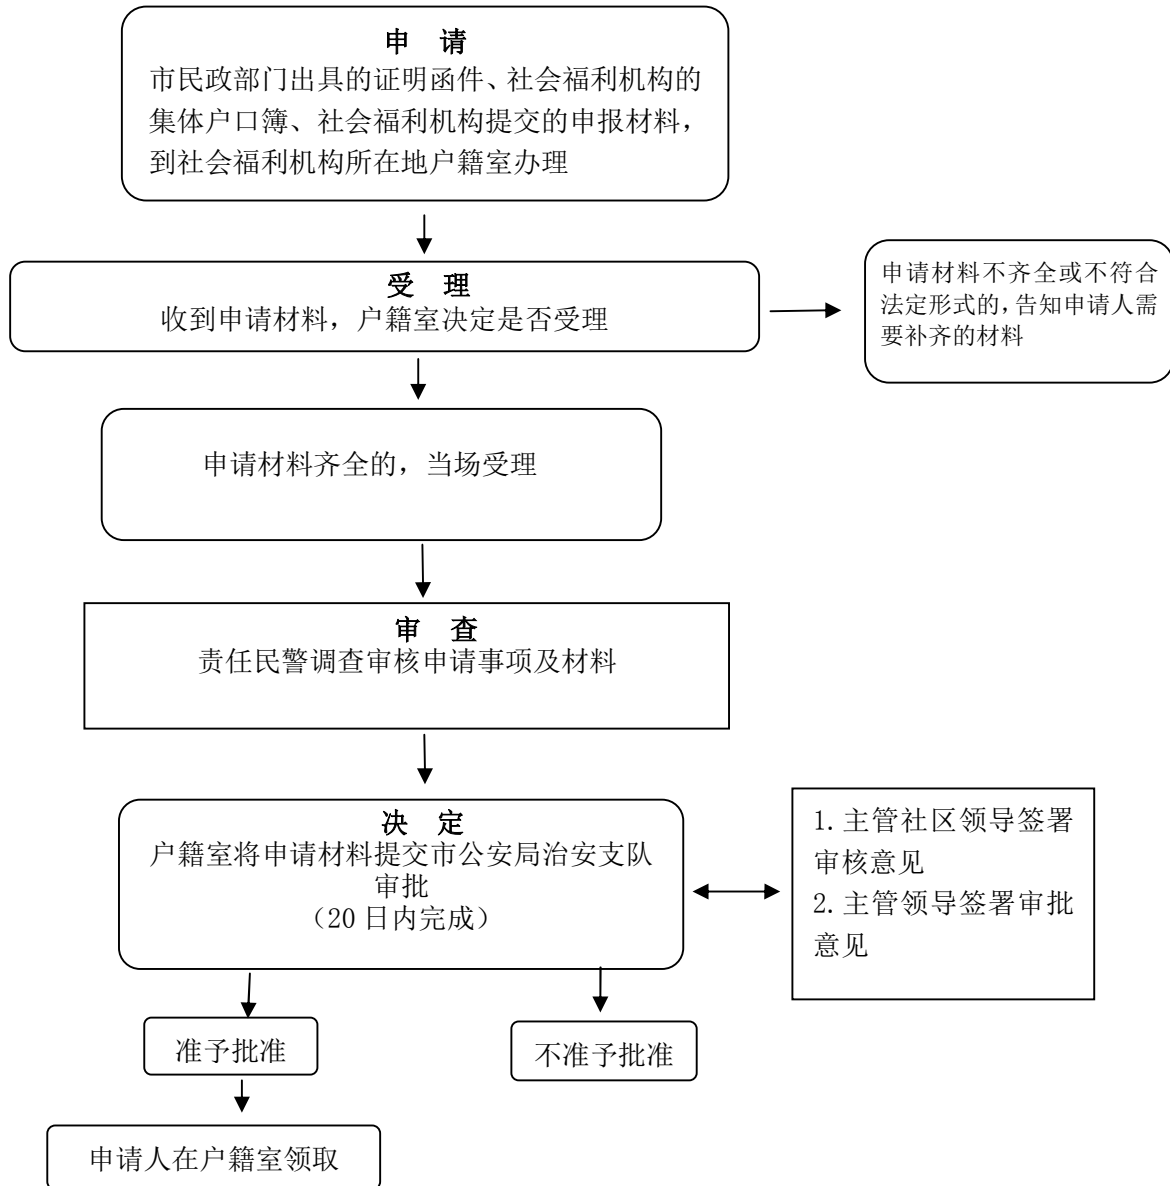 申 请
市民政部门出具的证明函件、社会福利机构的
集体户口簿、社会福利机构提交的申报材料，
到社会福利机构所在地户籍室办理
受 理
收到申请材料，户籍室决定是否受理
申请材料不齐全或不符合
法定形式的，告知申请人需
要补齐的材料
申请材料齐全的，当场受理
审 查
责任民警调查审核申请事项及材料
决 定
户籍室将申请材料提交市公安局治安支队
审批
（20 日内完成）
1.主管社区领导签署
审核意见
2.主管领导签署审批
意见
准予批准
不准予批准
申请人在户籍室领取